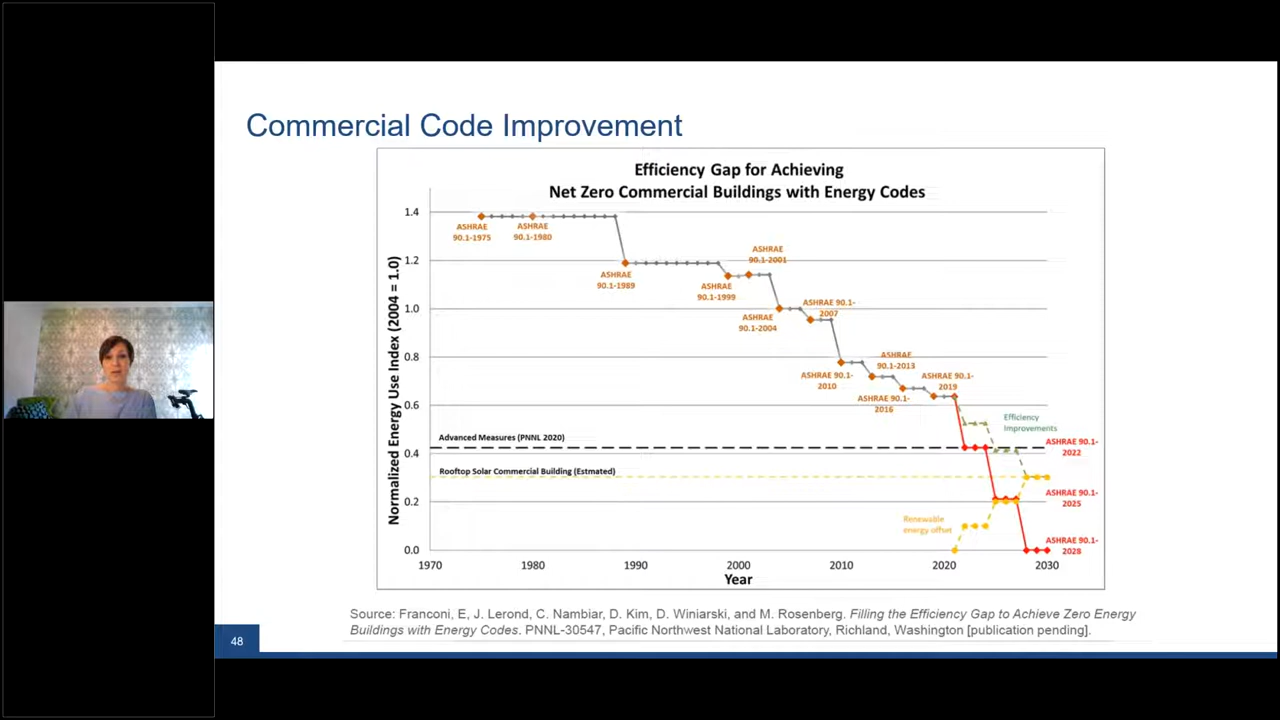 Commercial Code Improvement
Efficiency Gap for Achieving
Net Zero Commercial Buildings with Energy Codes
Normalized Energy Use Index (2004 = 1.0)
1.4
1.2
1.0
0.8
0.6
0.4
0.2
0.0
ASHRAE
90.1-1975
ASHRAE
90.1-1980
ASHRAE
90.1-1989
ASHRAE
90.1-1999
ASHRAE
90.1-2001
ASHRAE
90.1-2004
ASHRAE 90.1-
2007
ASHRAE 90.1-
2010
ASHRAE
90.1-2013
ASHRAE 90.1-
2016
ASHRAE 90.1-
2019
Efficiency
Improvements
Advanced Measures (PNNL 2020)
ASHRAE 90.1-
2022
Rooftop Solar Commercial Building (Estmated)
ASHRAE 90.1-
2025
Renewable
energy offset
ASHRAE 90.1-
2028
1970
1980
1990
2000
2010
2020
2030
Year
Source: Franconi, E, J. Lerond, C. Nambiar, D. Kim, D. Winiarski, and M. Rosenberg. Filling the Efficiency Gap to Achieve Zero Energy
Buildings with Energy Codes. PNNL-30547, Pacific Northwest National Laboratory, Richland, Washington [publication pending].
48